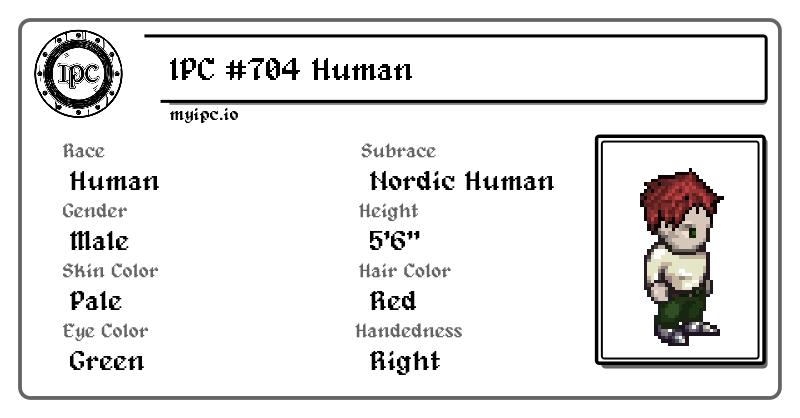 IPC
IPC #704 Human
myipc.io
Race
Human
Subrace
Nordic Human
Gender
Male
Height
5'6"
Skin Color
Pale
Hair Color
Red
Eye Color
Green
Handedness
Right